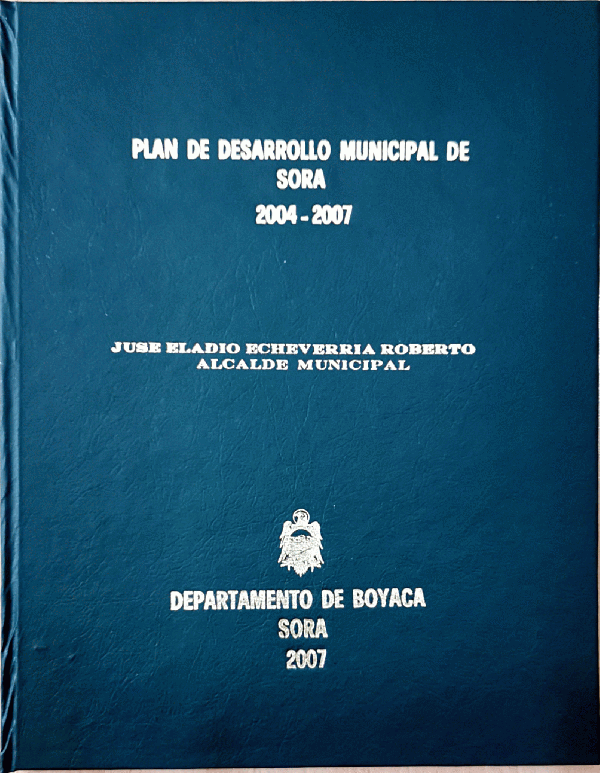 PLAN DE DESARROLLO MUNICIPAL DE
SORA
2004-2007
JUSE ELADIO ECHEVERRIA ROBERTO
ALCALDE MUNICIPAL
DEPARTAMENTO DE BOYACA
SORA
2007